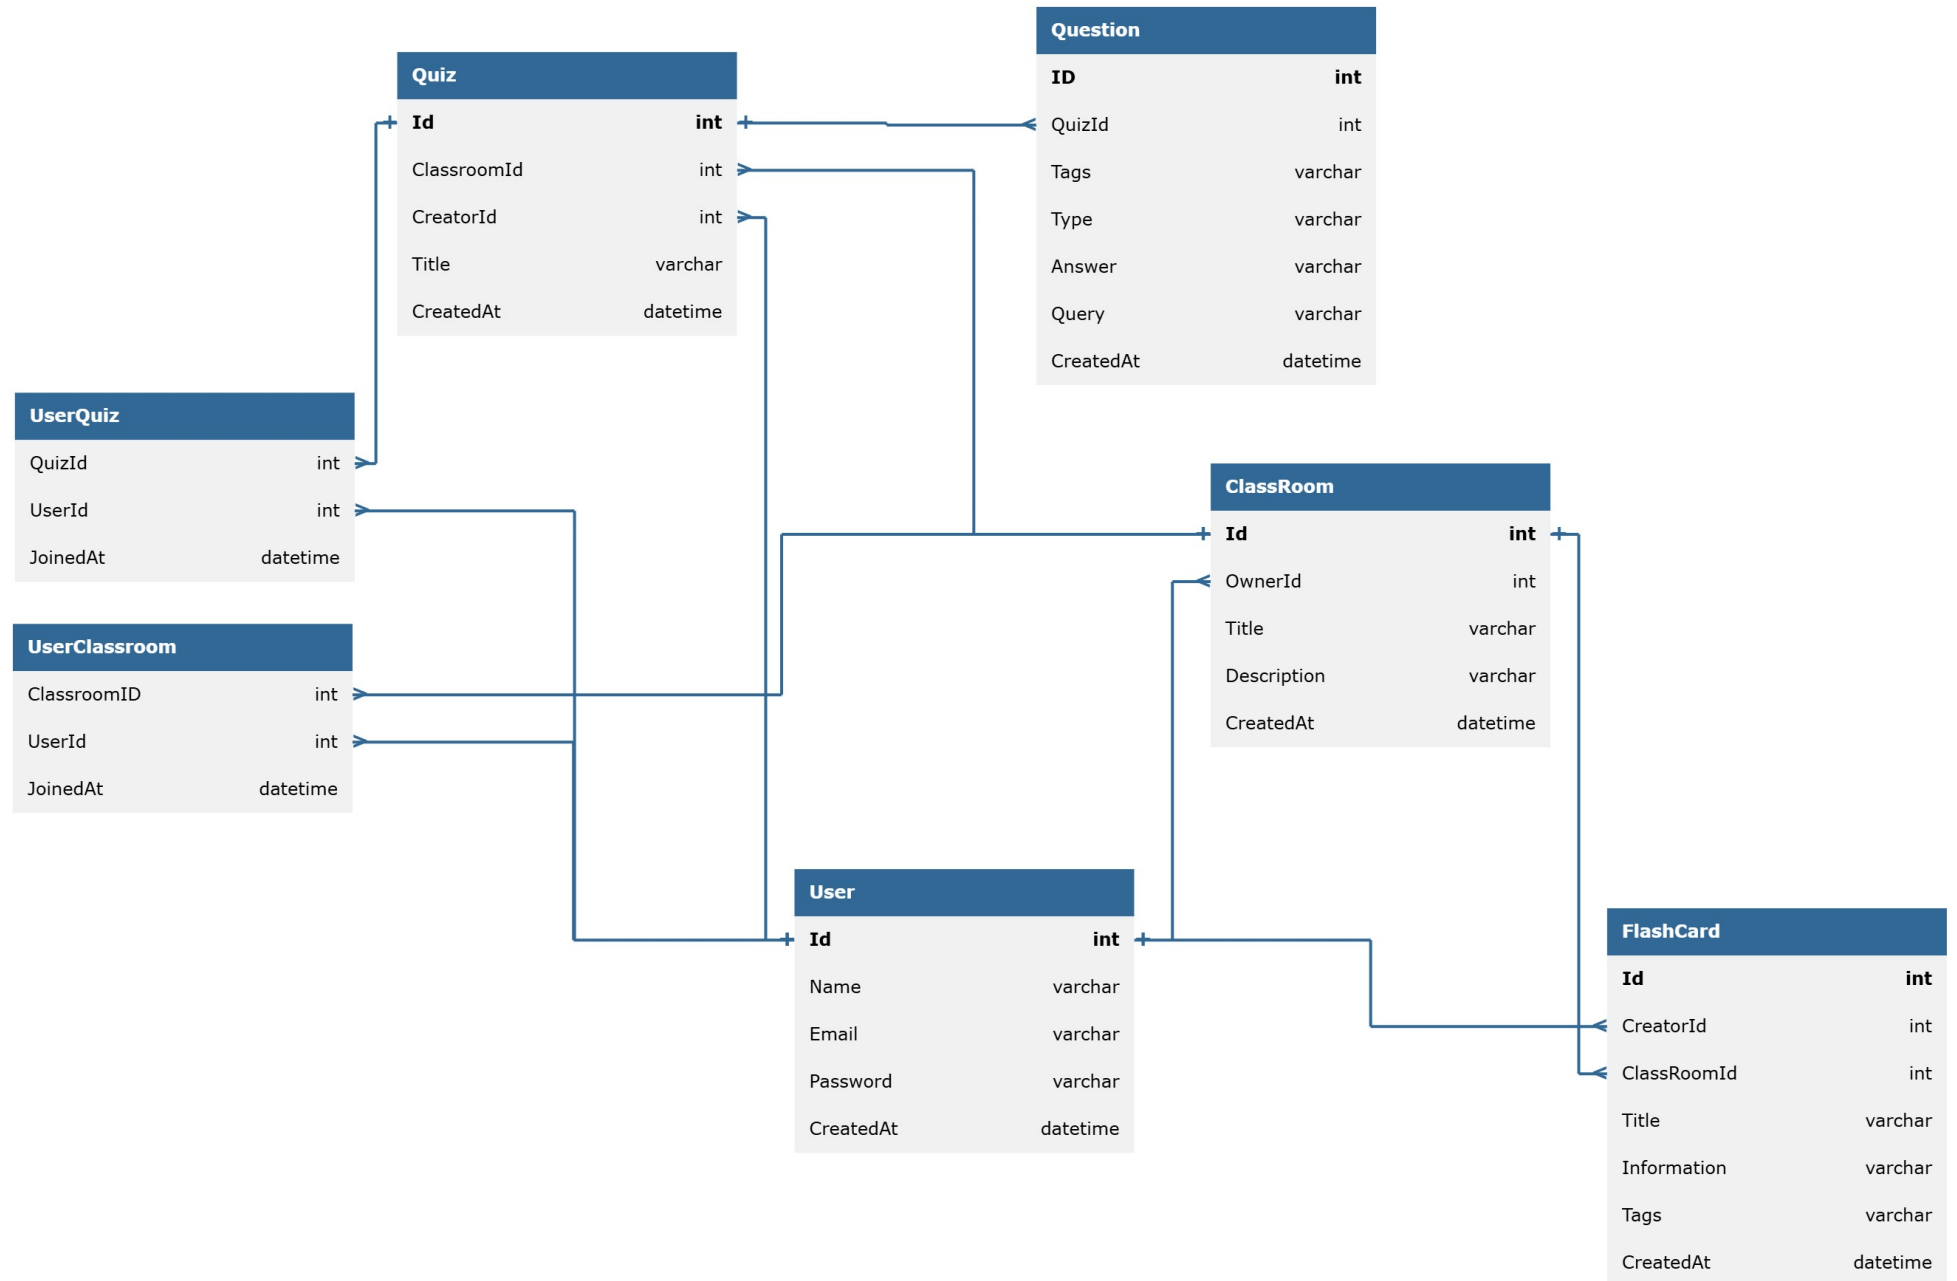 Question
ID int
QuizId int
Tags varchar
Type varchar
Answer varchar
Query varchar
CreatedAt datetime
Quiz
Id int
ClassroomId int
CreatorId int
Title varchar
CreatedAt datetime
UserQuiz
QuizId int
UserId int
JoinedAt datetime
ClassRoom
Id int
OwnerId int
Title varchar
Description varchar
CreatedAt datetime
UserClassroom
ClassroomID int
UserId int
JoinedAt datetime
User
Id int
Name varchar
Email varchar
Password varchar
CreatedAt datetime
FlashCard
Id int
CreatorId int
ClassRoomId int
Title varchar
Information varchar
Tags varchar
CreatedAt datetime